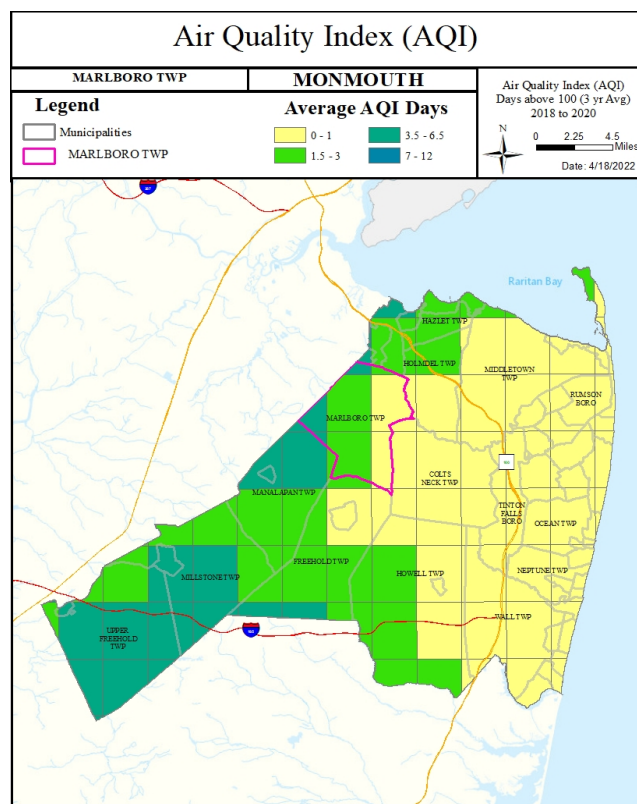 Air Quality Index (AQI)
MARLBORO TWP
MONMOUTH
Air Quality Index (AQI)
Days above 100 (3 yr Avg)
2018 to 2020
N
0 2.25 4.5
Miles
Date: 4/18/2022
Legend
Municipalities
MARLBORO TWP
Average AQI Days
0 - 1
3.5 - 6.5
1.5 - 3
7 - 12
Raritan Bay
HAZLET TWP
HOLMDEL TWP
MIDDLETOWN
TWP
RUMSON
BORO
MARLBORO TWP
COLTS
NECK TWP
MANALAPAN TWP
TINTON
FALLS
BORO
OCEAN TWP
FREEHOLD TWP
MILLSTONE TWP
HOWELL TWP
NEPTUNE TWP
WALL TWP
UPPER
FREEHOLD
TWP